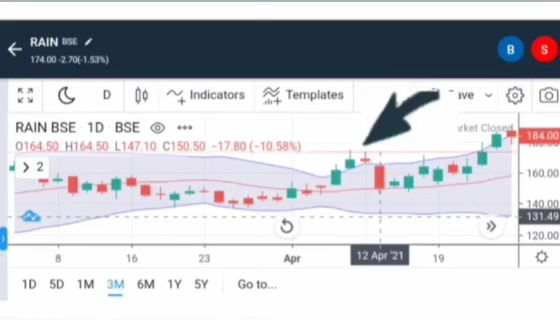 RAIN BSE
174.00 -2.70(-1.53%)
B S
D Indicators Templates ave
RAIN BSE 1D BSE
rket Closed
O164.50 H164.50 L147.10 C150.50 -17.80 (-10.58%)
184.00
2
160.00
140.00
131.49
120.00
8 16 23 Apr 12 Apr '21 19
1D 5D 1M 3M 6M 1Y 5Y Go to...